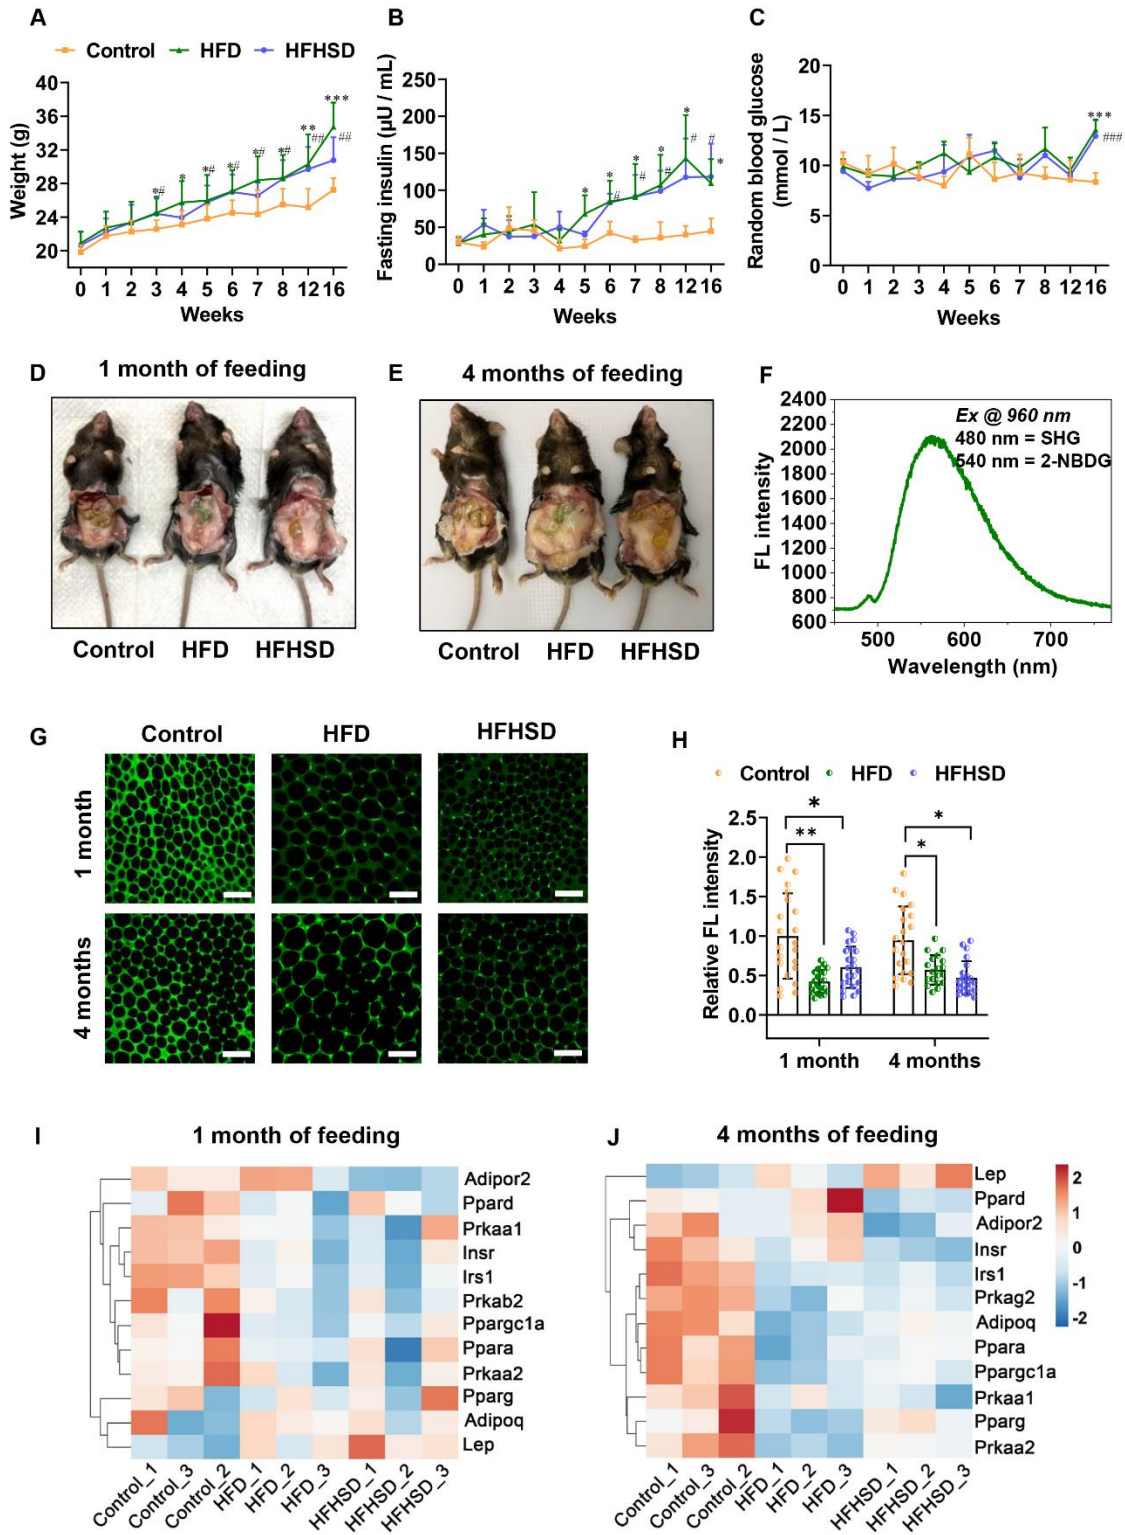 A
B
C
Control HFD HFHSD
Weight (g)
40
36
32
28
24
20
*# * *# *# *# *# ** ## *** ##
0 1 2 3 4 5 6 7 8 12 16
Weeks
Fasting insulin (μU / mL)
250
200
150
100
50
0
* * # * # * # * # # *
0 1 2 3 4 5 6 7 8 12 16
Weeks
Random blood glucose
(mmol / L)
20
15
10
5
0
***
###
0 1 2 3 4 5 6 7 8 12 16
Weeks
D 1 month of feeding
Control HFD HFHSD
E 4 months of feeding
Control HFD HFHSD
F
FL intensity
2400
2200
2000
1800
1600
1400
1200
1000
800
600
Ex @ 960 nm
480 nm = SHG
540 nm = 2-NBDG
500 600 700
Wavelength (nm)
G
Control HFD HFHSD
1 month
4 months
H
Control HFD HFHSD
Relative FL intensity
2.5
2.0
1.5
1.0
0.5
0.0
*
**
*
*
1 month 4 months
I 1 month of feeding
Adipor2
Ppard
Prkaa1
Insr
Irs1
Prkab2
Ppargc1a
Ppara
Prkaa2
Pparg
Adipoq
Lep
Control_1 Control_3 Control_2 HFD_1 HFD_2 HFD_3 HFHSD_1 HFHSD_2 HFHSD_3
J 4 months of feeding
Lep
Ppard
Adipor2
Insr
Irs1
Prkag2
Adipoq
Ppara
Ppargc1a
Prkaa1
Pparg
Prkaa2
Control_1 Control_3 Control_2 HFD_1 HFD_2 HFD_3 HFHSD_1 HFHSD_2 HFHSD_3
2
1
0
-1
-2